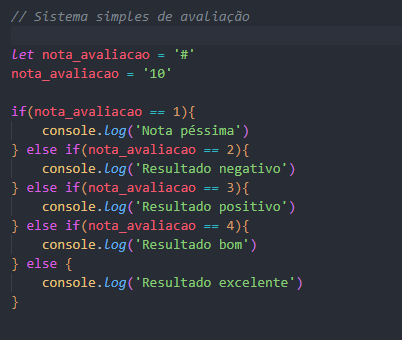 // Sistema simples de avaliação
let nota_avaliacao = '#'
nota_avaliacao = '10'
if(nota_avaliacao == 1){
    console.log('Nota péssima')
} else if(nota_avaliacao == 2){
    console.log('Resultado negativo')
} else if(nota_avaliacao == 3){
    console.log('Resultado positivo')
} else if(nota_avaliacao == 4){
    console.log('Resultado bom')
} else {
    console.log('Resultado excelente')
}